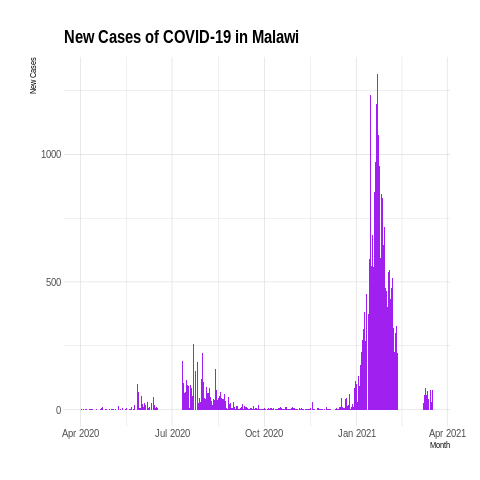 New Cases of COVID-19 in Malawi
New Cases
1000
500
0
Apr 2020 Jul 2020 Oct 2020 Jan 2021 Apr 2021
Month